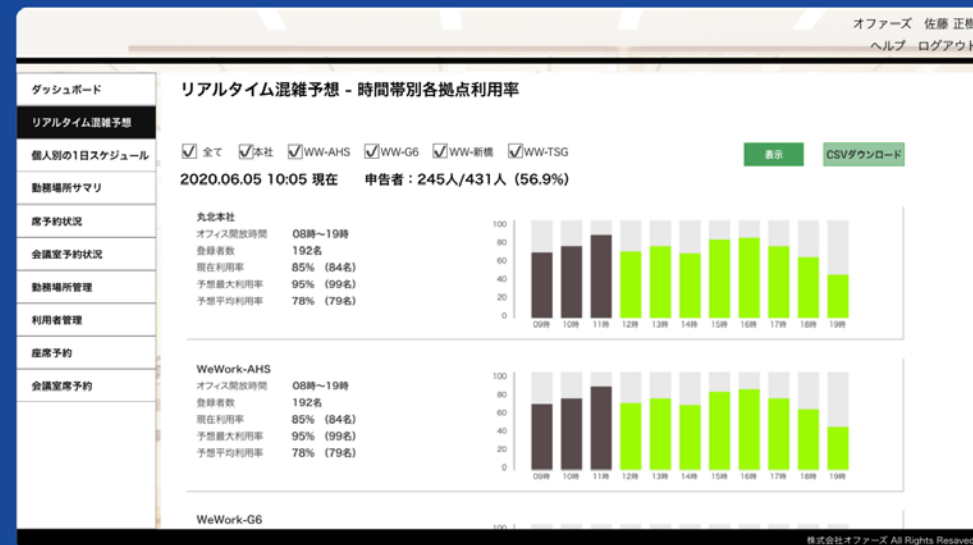 オファーズ 佐藤 正樹
ヘルプ ログアウト
ダッシュボード
リアルタイム混雑予想
個人別の1日スケジュール
勤務場所サマリ
席予約状況
会議室予約状況
勤務場所管理
利用者管理
座席予約
会議室席予約
リアルタイム混雑予想 - 時間帯別各拠点利用率
全て 本社 WW-AHS WW-G6 WW-新橋 WW-TSG
表示 CSVダウンロード
2020.06.05 10:05 現在 申告者：245人/431人（56.9%）
丸北本社
オフィス開放時間 08時〜19時
登録者数 192名
現在利用率 85% （84名）
予想最大利用率 95% （99名）
予想平均利用率 78% （79名）
100
80
60
40
20
0
09時 10時 11時 12時 13時 14時 15時 16時 17時 18時 19時
WeWork-AHS
オフィス開放時間 08時〜19時
登録者数 192名
現在利用率 85% （84名）
予想最大利用率 95% （99名）
予想平均利用率 78% （79名）
100
80
60
40
20
0
09時 10時 11時 12時 13時 14時 15時 16時 17時 18時 19時
WeWork-G6
100
株式会社オファーズ All Rights Resaved